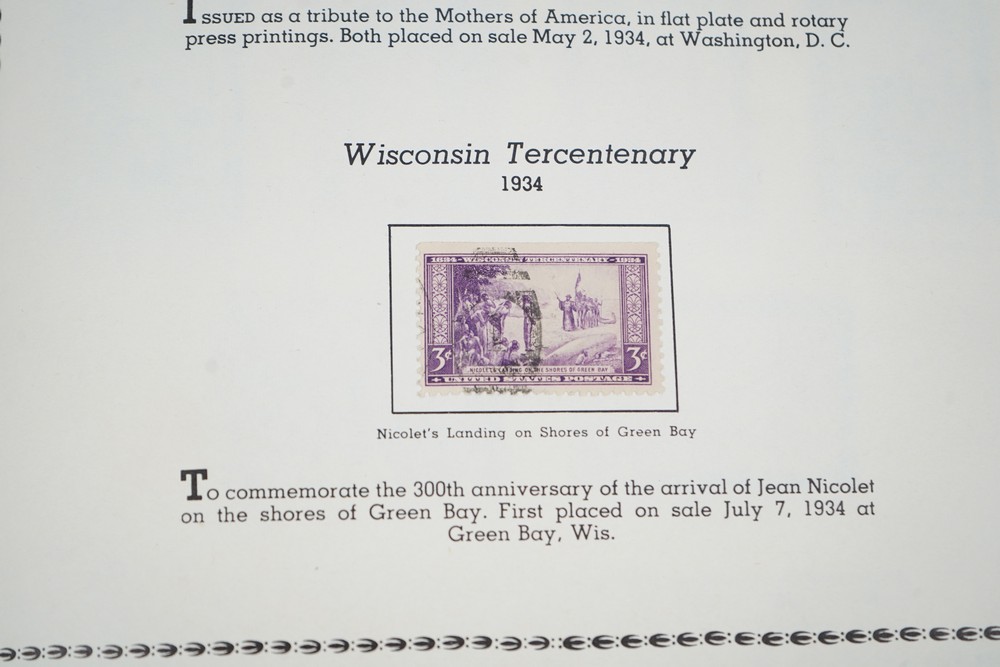 ISSUED as a tribute to the Mothers of America, in flat plate and rotary
press printings. Both placed on sale May 2, 1934, at Washington, D. C.
Wisconsin Tercentenary
1934
1634-WISCONSIN TERCENTENARY-1934
3¢ 3¢
NICOLET'S LANDING ON THE SHORES OF GREEN BAY
UNITED STATES POSTAGE
Nicolet's Landing on Shores of Green Bay
To commemorate the 300th anniversary of the arrival of Jean Nicolet
on the shores of Green Bay. First placed on sale July 7, 1934 at
Green Bay, Wis.